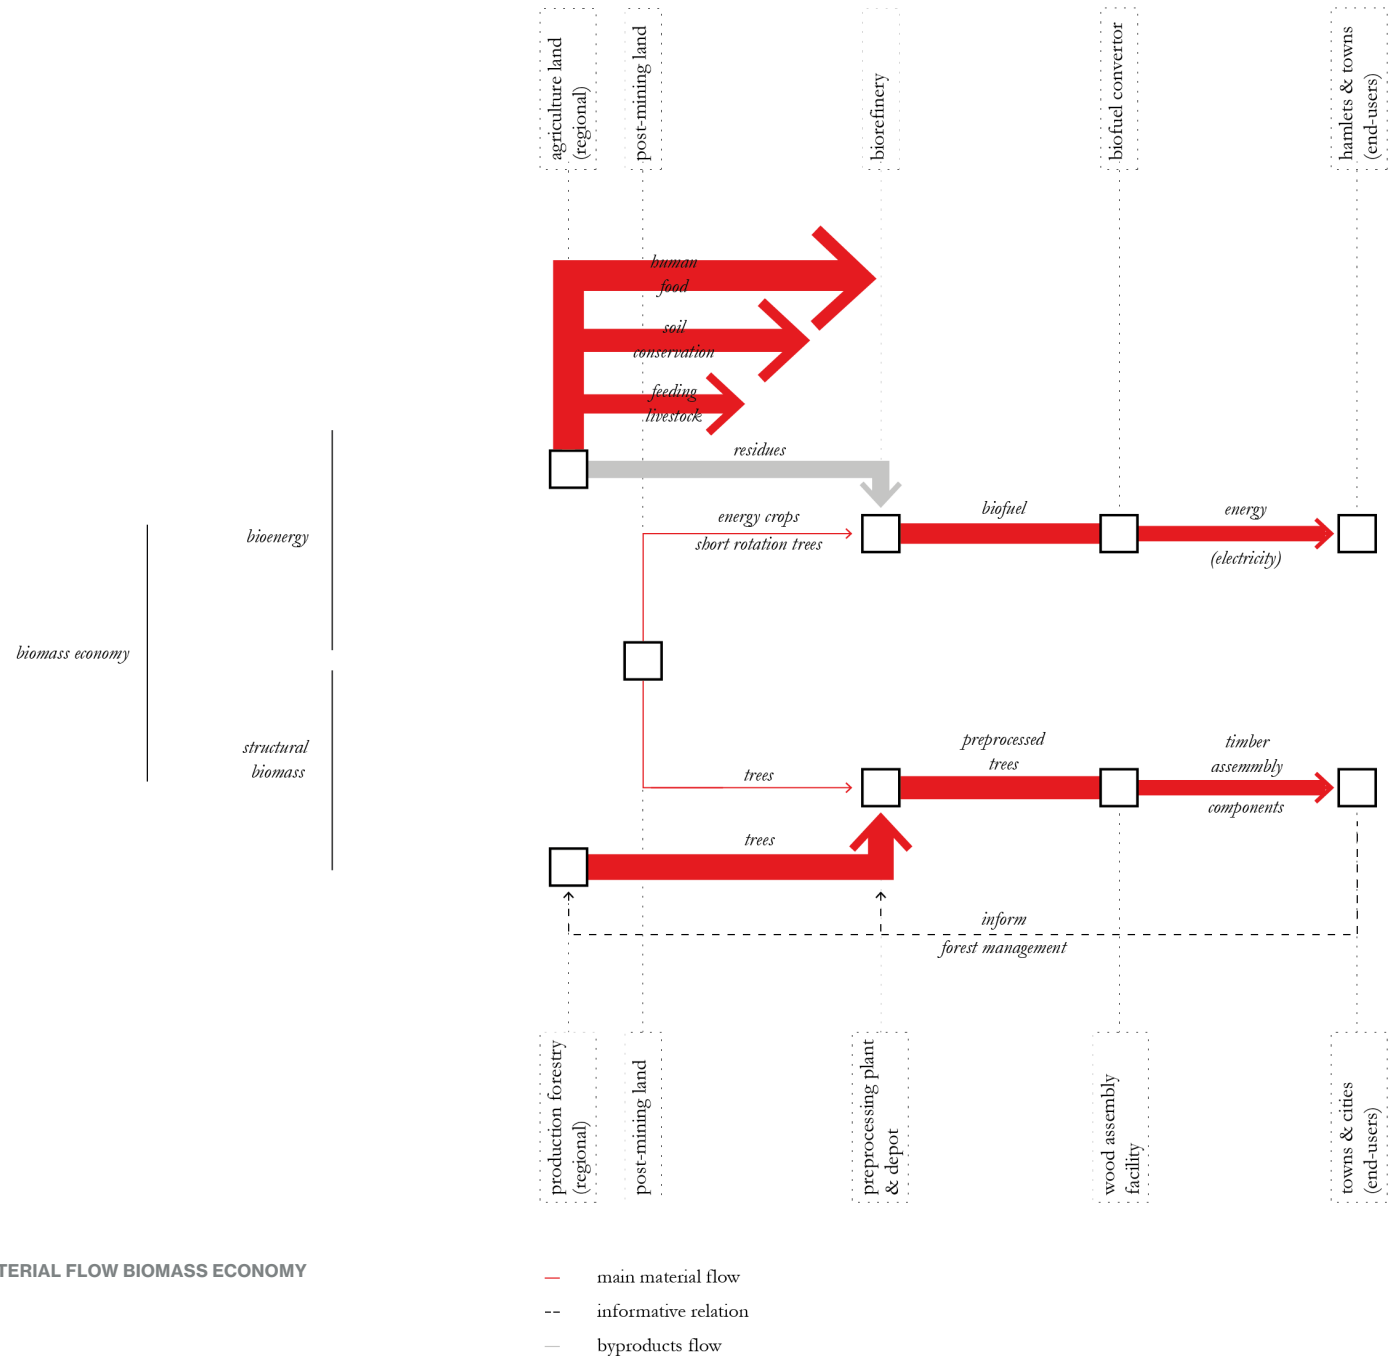 agriculture land
(regional)
post-mining land
biorefinery
biofuel convertor
hamlets & towns
(end-users)
human
food
soil
conservation
feeding
livestock
residues
energy crops
short rotation trees
biofuel
energy
(electricity)
bioenergy
biomass economy
structural
biomass
trees
preprocessed
trees
timber
assemmbly
components
trees
inform
forest management
production forestry
(regional)
post-mining land
preprocessing plant
& depot
wood assembly
facility
towns & cities
(end-users)
TERIAL FLOW BIOMASS ECONOMY
main material flow
informative relation
byproducts flow